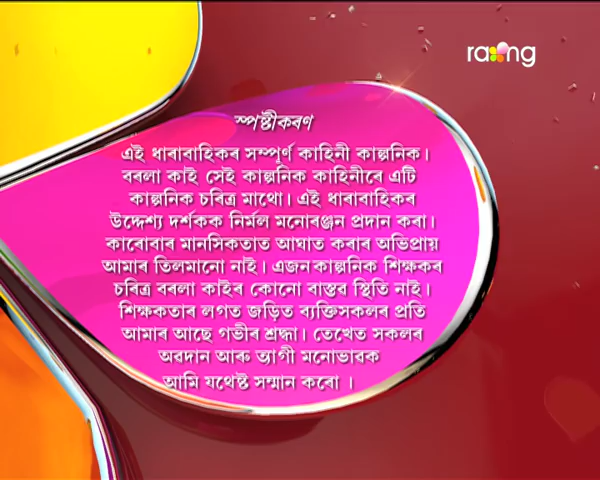 rang
স্পষ্টীকৰণ
এই ধাৰাবাহিকৰ সম্পূৰ্ণ কাহিনী কাল্পনিক।
বৰলা কাই সেই কাল্পনিক কাহিনীৰে এটি
কাল্পনিক চৰিত্ৰ মাথো। এই ধাৰাবাহিকৰ
উদ্দেশ্য দৰ্শকক নিৰ্মল মনোৰঞ্জন প্ৰদান কৰা।
কাৰোবাৰ মানসিকতাত আঘাত কৰাৰ অভিপ্ৰায়
আমাৰ তিলমানো নাই। এজন কাল্পনিক শিক্ষকৰ
চৰিত্ৰ বৰলা কাইৰ কোনো বাস্তৱ স্থিতি নাই।
শিক্ষকতাৰ লগত জড়িত ব্যক্তিসকলৰ প্ৰতি
আমাৰ আছে গভীৰ শ্ৰদ্ধা। তেখেত সকলৰ
অৱদান আৰু ত্যাগী মনোভাৱক
আমি যথেষ্ট সন্মান কৰো ।